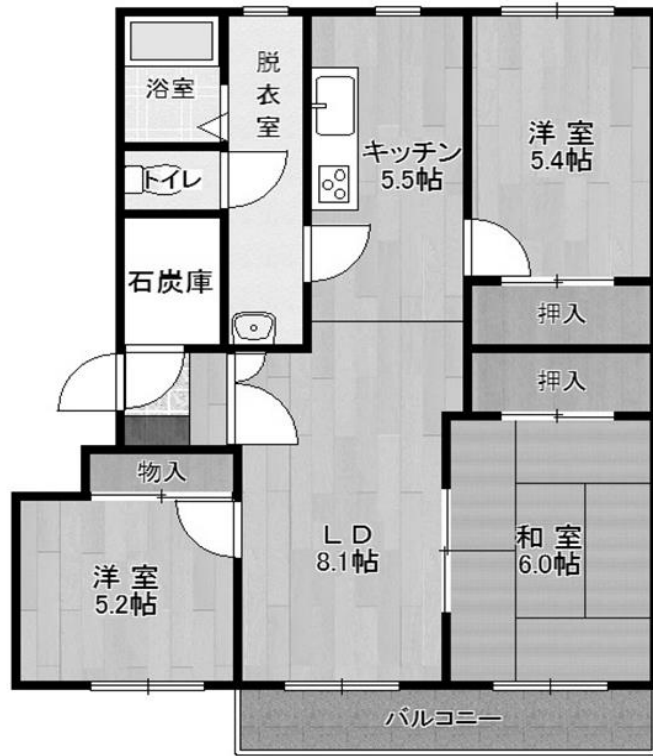 浴室
脱衣室
トイレ
キッチン
5.5帖
洋室
5.4帖
石炭庫
押入
押入
物入
洋室
5.2帖
LD
8.1帖
和室
6.0帖
バルコニー